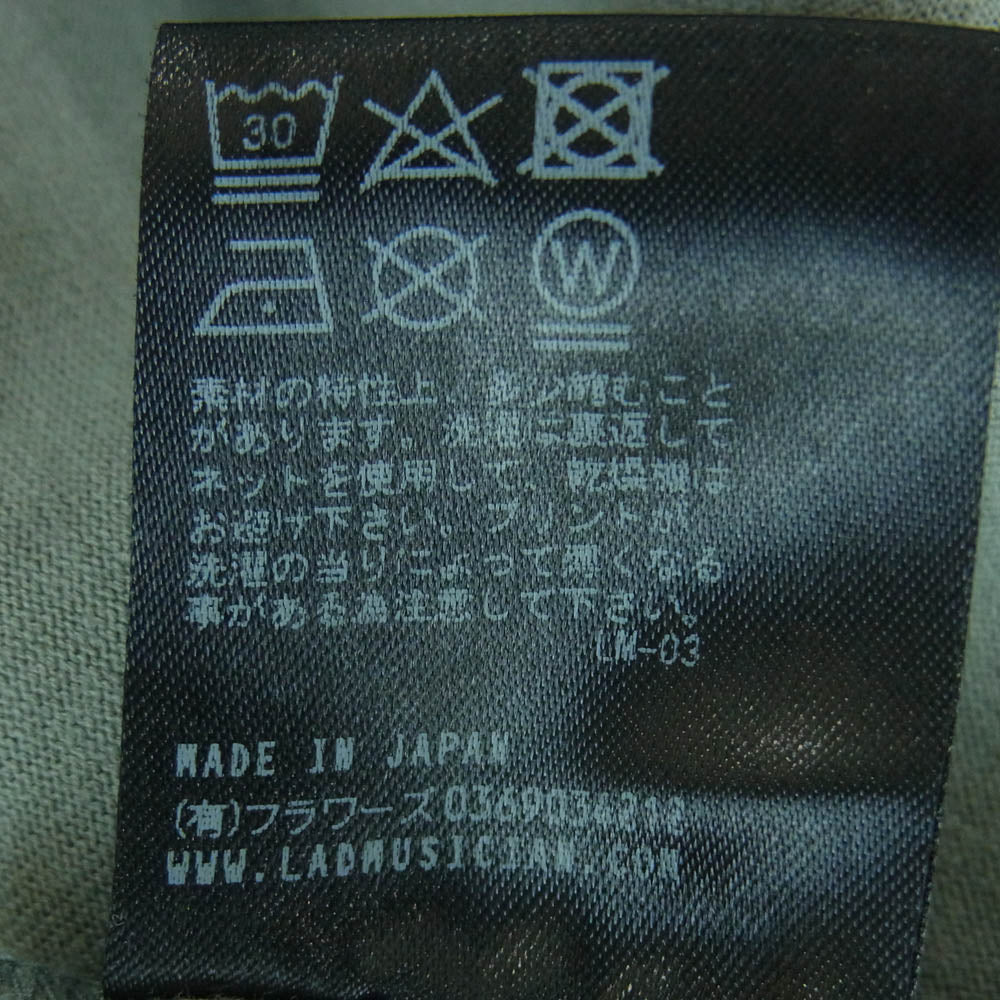 30
W
素材の特性上、多少縮むこと
があります。洗濯は裏返して
ネットを使用して、乾燥機は
お避け下さい。プリントが
洗濯の当りによって悪くなる
事がある為注意して下さい。
LM-03
MADE IN JAPAN
(有)フラワーズ
WWW.LADMUSICIAN.COM